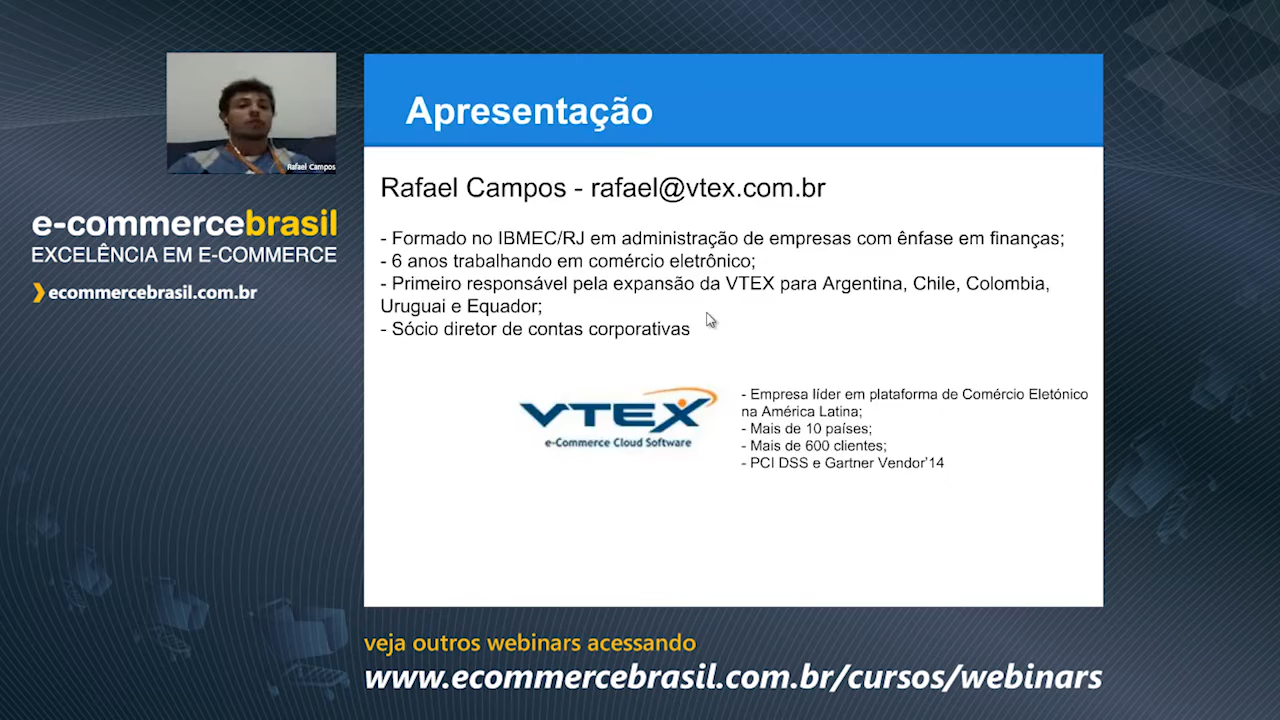 Rafael Campos
e-commercebrasil
EXCELÊNCIA EM E-COMMERCE
ecommercebrasil.com.br
Apresentação
Rafael Campos - rafael@vtex.com.br
- Formado no IBMEC/RJ em administração de empresas com ênfase em finanças;
- 6 anos trabalhando em comércio eletrônico;
- Primeiro responsável pela expansão da VTEX para Argentina, Chile, Colombia,
Uruguai e Equador;
- Sócio diretor de contas corporativas
VTEX
e-Commerce Cloud Software
- Empresa líder em plataforma de Comércio Eletónico
na América Latina;
- Mais de 10 países;
- Mais de 600 clientes;
- PCI DSS e Gartner Vendor'14
veja outros webinars acessando
www.ecommercebrasil.com.br/cursos/webinars